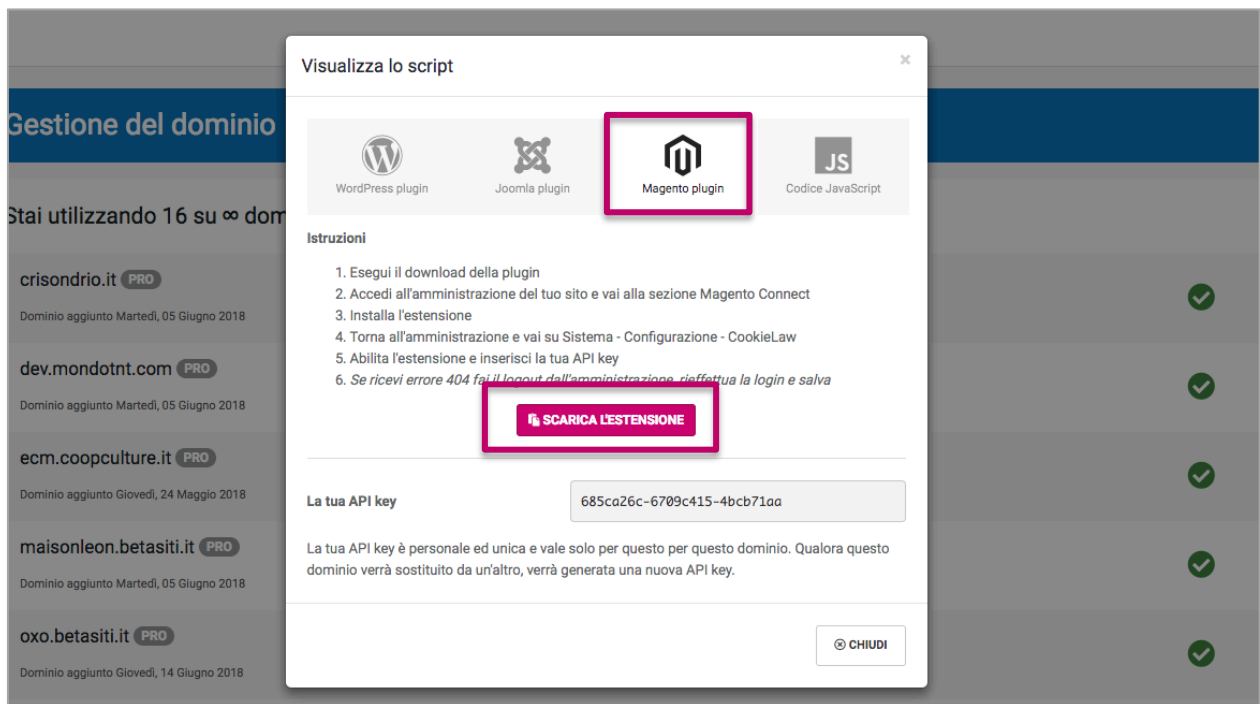 Visualizza lo script
×
Gestione del dominio
WordPress plugin
Joomla plugin
Magento plugin
JS
Codice JavaScript
Stai utilizzando 16 su ∞ dom
Istruzioni
1. Esegui il download della plugin
2. Accedi all'amministrazione del tuo sito e vai alla sezione Magento Connect
3. Installa l'estensione
4. Torna all'amministrazione e vai su Sistema - Configurazione - CookieLaw
5. Abilita l'estensione e inserisci la tua API key
6. Se ricevi errore 404 fai il logout dall'amministrazione, rieffettua la login e salva
SCARICA L'ESTENSIONE
La tua API key
685ca26c-6709c415-4bcb71aa
La tua API key è personale ed unica e vale solo per questo per questo dominio. Qualora questo
dominio verrà sostituito da un'altro, verrà generata una nuova API key.
CHIUDI
crisondrio.it PRO
Dominio aggiunto Martedì, 05 Giugno 2018
dev.mondotnt.com PRO
Dominio aggiunto Martedì, 05 Giugno 2018
ecm.coopculture.it PRO
Dominio aggiunto Giovedì, 24 Maggio 2018
maisonleon.betasiti.it PRO
Dominio aggiunto Martedì, 05 Giugno 2018
oxo.betasiti.it PRO
Dominio aggiunto Giovedì, 14 Giugno 2018